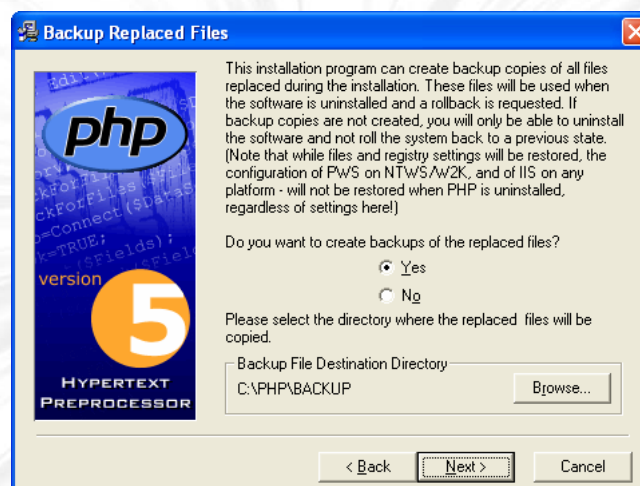 Backup Replaced Files
This installation program can create backup copies of all files
replaced during the installation. These files will be used when
the software is uninstalled and a rollback is requested. If
backup copies are not created, you will only be able to uninstall
the software and not roll the system back to a previous state.
(Note that while files and registry settings will be restored, the
configuration of PWS on NTWS/W2K, and of IIS on any
platform - will not be restored when PHP is uninstalled,
regardless of settings here!)
Do you want to create backups of the replaced files?
Yes
No
Please select the directory where the replaced files will be
copied.
Backup File Destination Directory
C:\PHP\BACKUP
Browse...
php
=Connect($DataS
=TRUE;
version
5
HYPERTEXT
PREPROCESSOR
< Back
Next >
Cancel